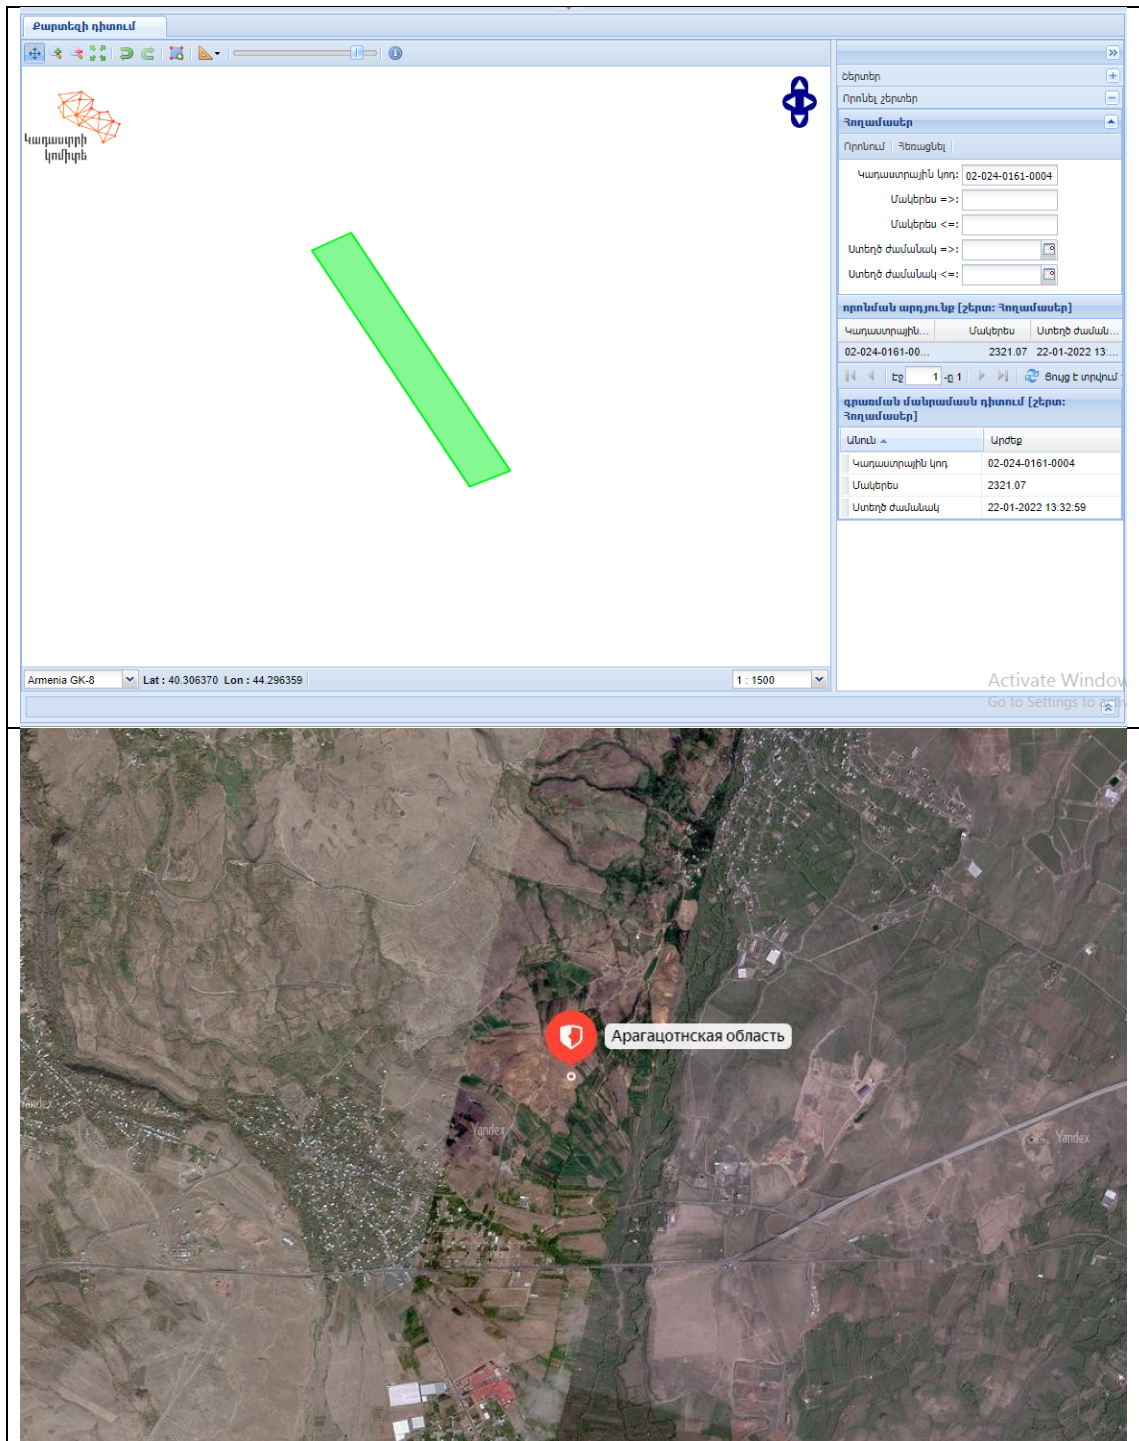 Քարտեզի դիտում
Կադաստրի
կոմիտե
Շերտեր
Որոնել շերտեր
Հողամասեր
Որոնում Հեռացնել
Կադաստրային կոդ: 02-024-0161-0004
Մակերես =>:
Մակերես <=:
Ստեղծ ժամանակ =>:
Ստեղծ ժամանակ <=:
որոնման արդյունք [շերտ: Հողամասեր]
Կադաստրային... Մակերես Ստեղծ ժաման...
02-024-0161-00... 2321.07 22-01-2022 13:...
Էջ 1 -ը 1 Ցույց է տրվում
գրառման մանրամասն դիտում [շերտ:
Հողամասեր]
Անուն Արժեք
Կադաստրային կոդ 02-024-0161-0004
Մակերես 2321.07
Ստեղծ ժամանակ 22-01-2022 13:32:59
Armenia GK-8 Lat : 40.306370 Lon : 44.296359 1 : 1500
Activate Window
Go to Settings to
Арагацотнская область
Yandex
Yandex
Yandex